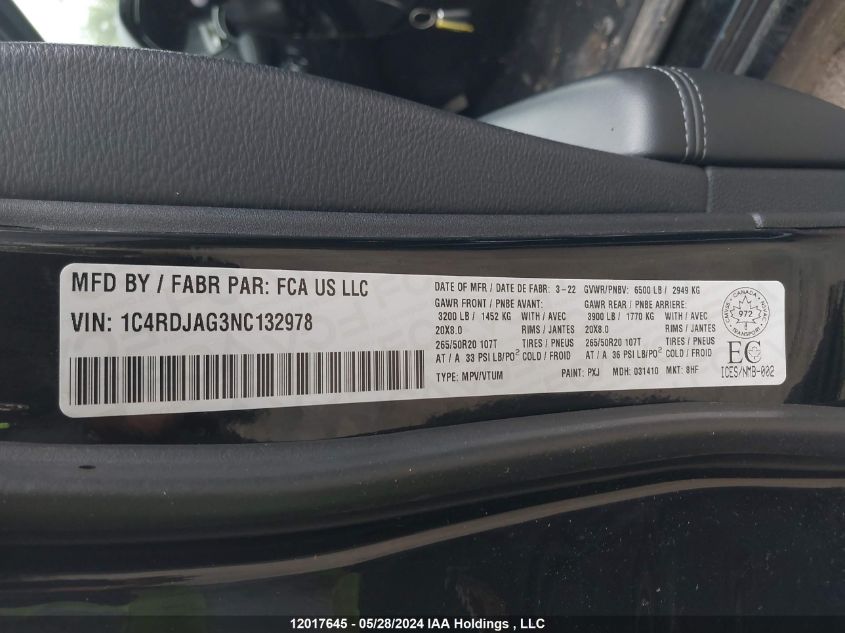 MFD BY / FABR PAR: FCA US LLC
VIN: 1C4RDJAG3NC132978
DATE OF MFR / DATE DE FABR: 3-22 GVWR/PNBV: 6500 LB / 2949 KG
GAWR FRONT / PNBE AVANT: GAWR REAR / PNBE ARRIERE:
3200 LB / 1452 KG WITH / AVEC 3900 LB / 1770 KG WITH / AVEC
20X8.0 RIMS / JANTES 20X8.0 RIMS / JANTES
265/50R20 107T TIRES / PNEUS 265/50R20 107T TIRES / PNEUS
AT / A 33 PSI LB/PO² COLD / FROID AT / A 36 PSI LB/PO² COLD / FROID
TYPE: MPV/VTUM PAINT: PXJ MDH: 031410 MKT: 8HF
CANADA
972
TRANSPORT
EC
ICES/NMB-002
12017645 - 05/28/2024 IAA Holdings , LLC